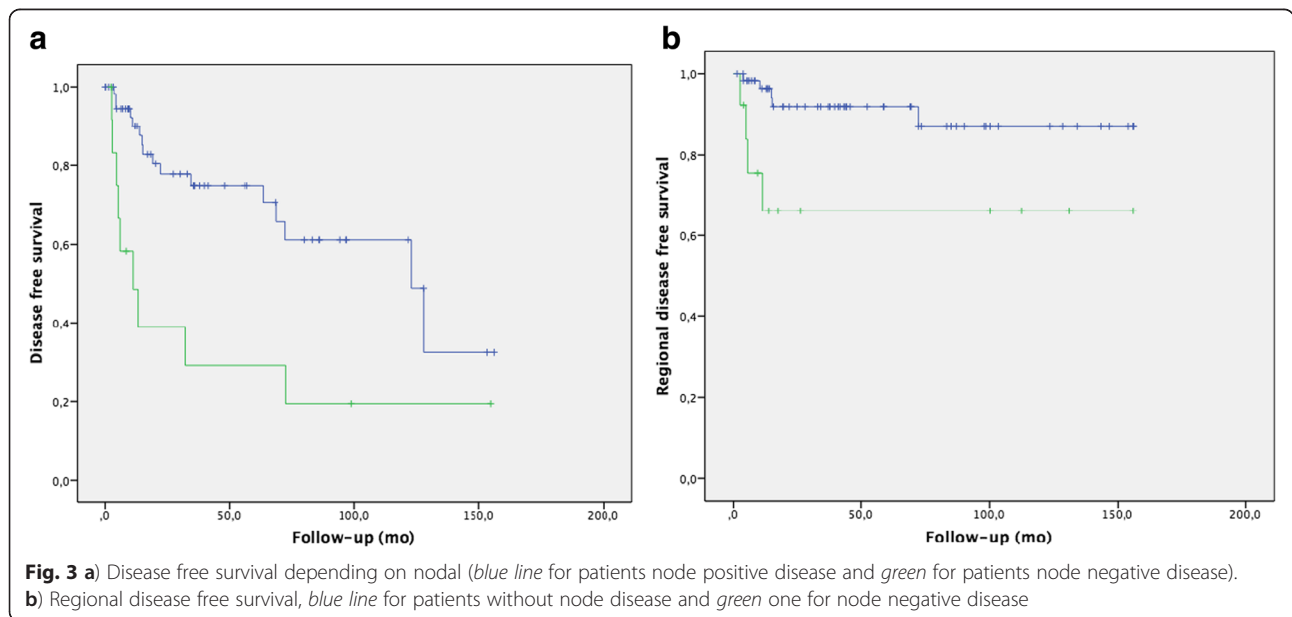 a
1,0
0,8
0,6
0,4
0,2
0,0
Disease free survival
,0 50,0 100,0 150,0 200,0
Follow-up (mo)
b
1,0
0,8
0,6
0,4
0,2
0,0
Regional disease free survival
,0 50,0 100,0 150,0 200,0
Follow-up (mo)
Fig. 3 a) Disease free survival depending on nodal (blue line for patients node positive disease and green for patients node negative disease).
b) Regional disease free survival, blue line for patients without node disease and green one for node negative disease